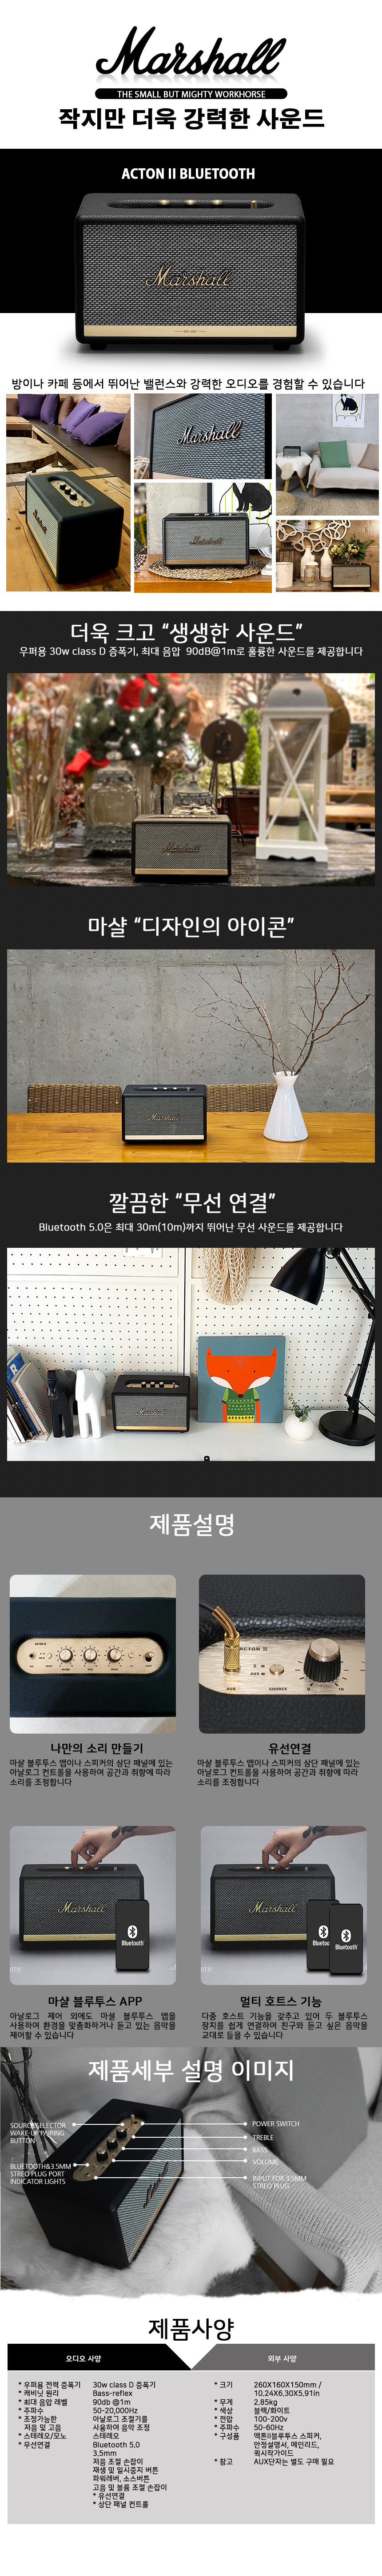 Marshall
THE SMALL BUT MIGHTY WORKHORSE
작지만 더욱 강력한 사운드
ACTON II BLUETOOTH
Marshall
방이나 카페 등에서 뛰어난 밸런스와 강력한 오디오를 경험할 수 있습니다
Marshall
Marshall
더욱 크고 “생생한 사운드”
우퍼용 30w class D 증폭기, 최대 음압 90dB@1m로 훌륭한 사운드를 제공합니다
Marshall
마샬 “디자인의 아이콘”
Marshall
깔끔한 “무선 연결”
Bluetooth 5.0은 최대 30m(10m)까지 뛰어난 무선 사운드를 제공합니다
Marshall
제품설명
ACTON II
ACTON II
AUX
AUX
SOURCE
0
10
나만의 소리 만들기
유선연결
마샬 블루투스 앱이나 스피커의 상단 패널에 있는
아날로그 컨트롤을 사용하여 공간과 취향에 따라
소리를 조정합니다
마샬 블루투스 앱이나 스피커의 상단 패널에 있는
아날로그 컨트롤을 사용하여 공간과 취향에 따라
소리를 조정합니다
Marshall
Bluetooth
Marshall
Bluetoo
Bluetooth
마샬 블루투스 APP
멀티 호트스 기능
아날로그 제어 외에도 마셜 블루투스 앱을
사용하여 환경을 맞춤화하거나 듣고 있는 음악을
제어할 수 있습니다
다중 호스트 기능을 갖추고 있어 두 블루투스
장치를 쉽게 연결하여 친구와 듣고 싶은 음악을
교대로 들을 수 있습니다
제품세부 설명 이미지
SOURCE SELECTOR
WAKE-UP PAIRING
BUTTON
BLUETOOTH&3.5MM
STREO PLUG PORT
INDICATOR LIGHTS
POWER SWITCH
TREBLE
BASS
VOLUME
INPUT FOR 3.5MM
STREO PLUG
제품사양
오디오 사양
외부 사양
* 우퍼용 전력 증폭기 30w class D 증폭기
* 캐비닛 원리 Bass-reflex
* 최대 음압 레벨 90db @1m
* 주파수 50-20,000Hz
* 조정가능한 아날로그 조절기를
저음 및 고음 사용하여 음악 조정
* 스테레오/모노 스테레오
* 무선연결 Bluetooth 5.0
3,5mm
저음 조절 손잡이
재생 및 일시중지 버튼
파워레버, 소스버튼
고음 및 볼륨 조절 손잡이
* 유선연결
* 상단 패널 컨트롤
* 크기 260X160X150mm /
10,24X6,30X5,91In
* 무게 2.85kg
* 색상 블랙/화이트
* 전압 100-200v
* 주파수 50-60Hz
* 구성품 액톤II블루투스 스피커,
안정설명서, 메인리드,
퀵시작가이드
* 참고 AUX단자는 별도 구매 필요